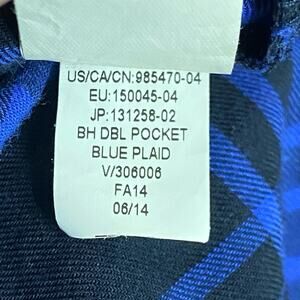 US/CA/CN:985470-04
EU:150045-04
JP:131258-02
BH DBL POCKET
BLUE PLAID
V/306006
FA14
06/14